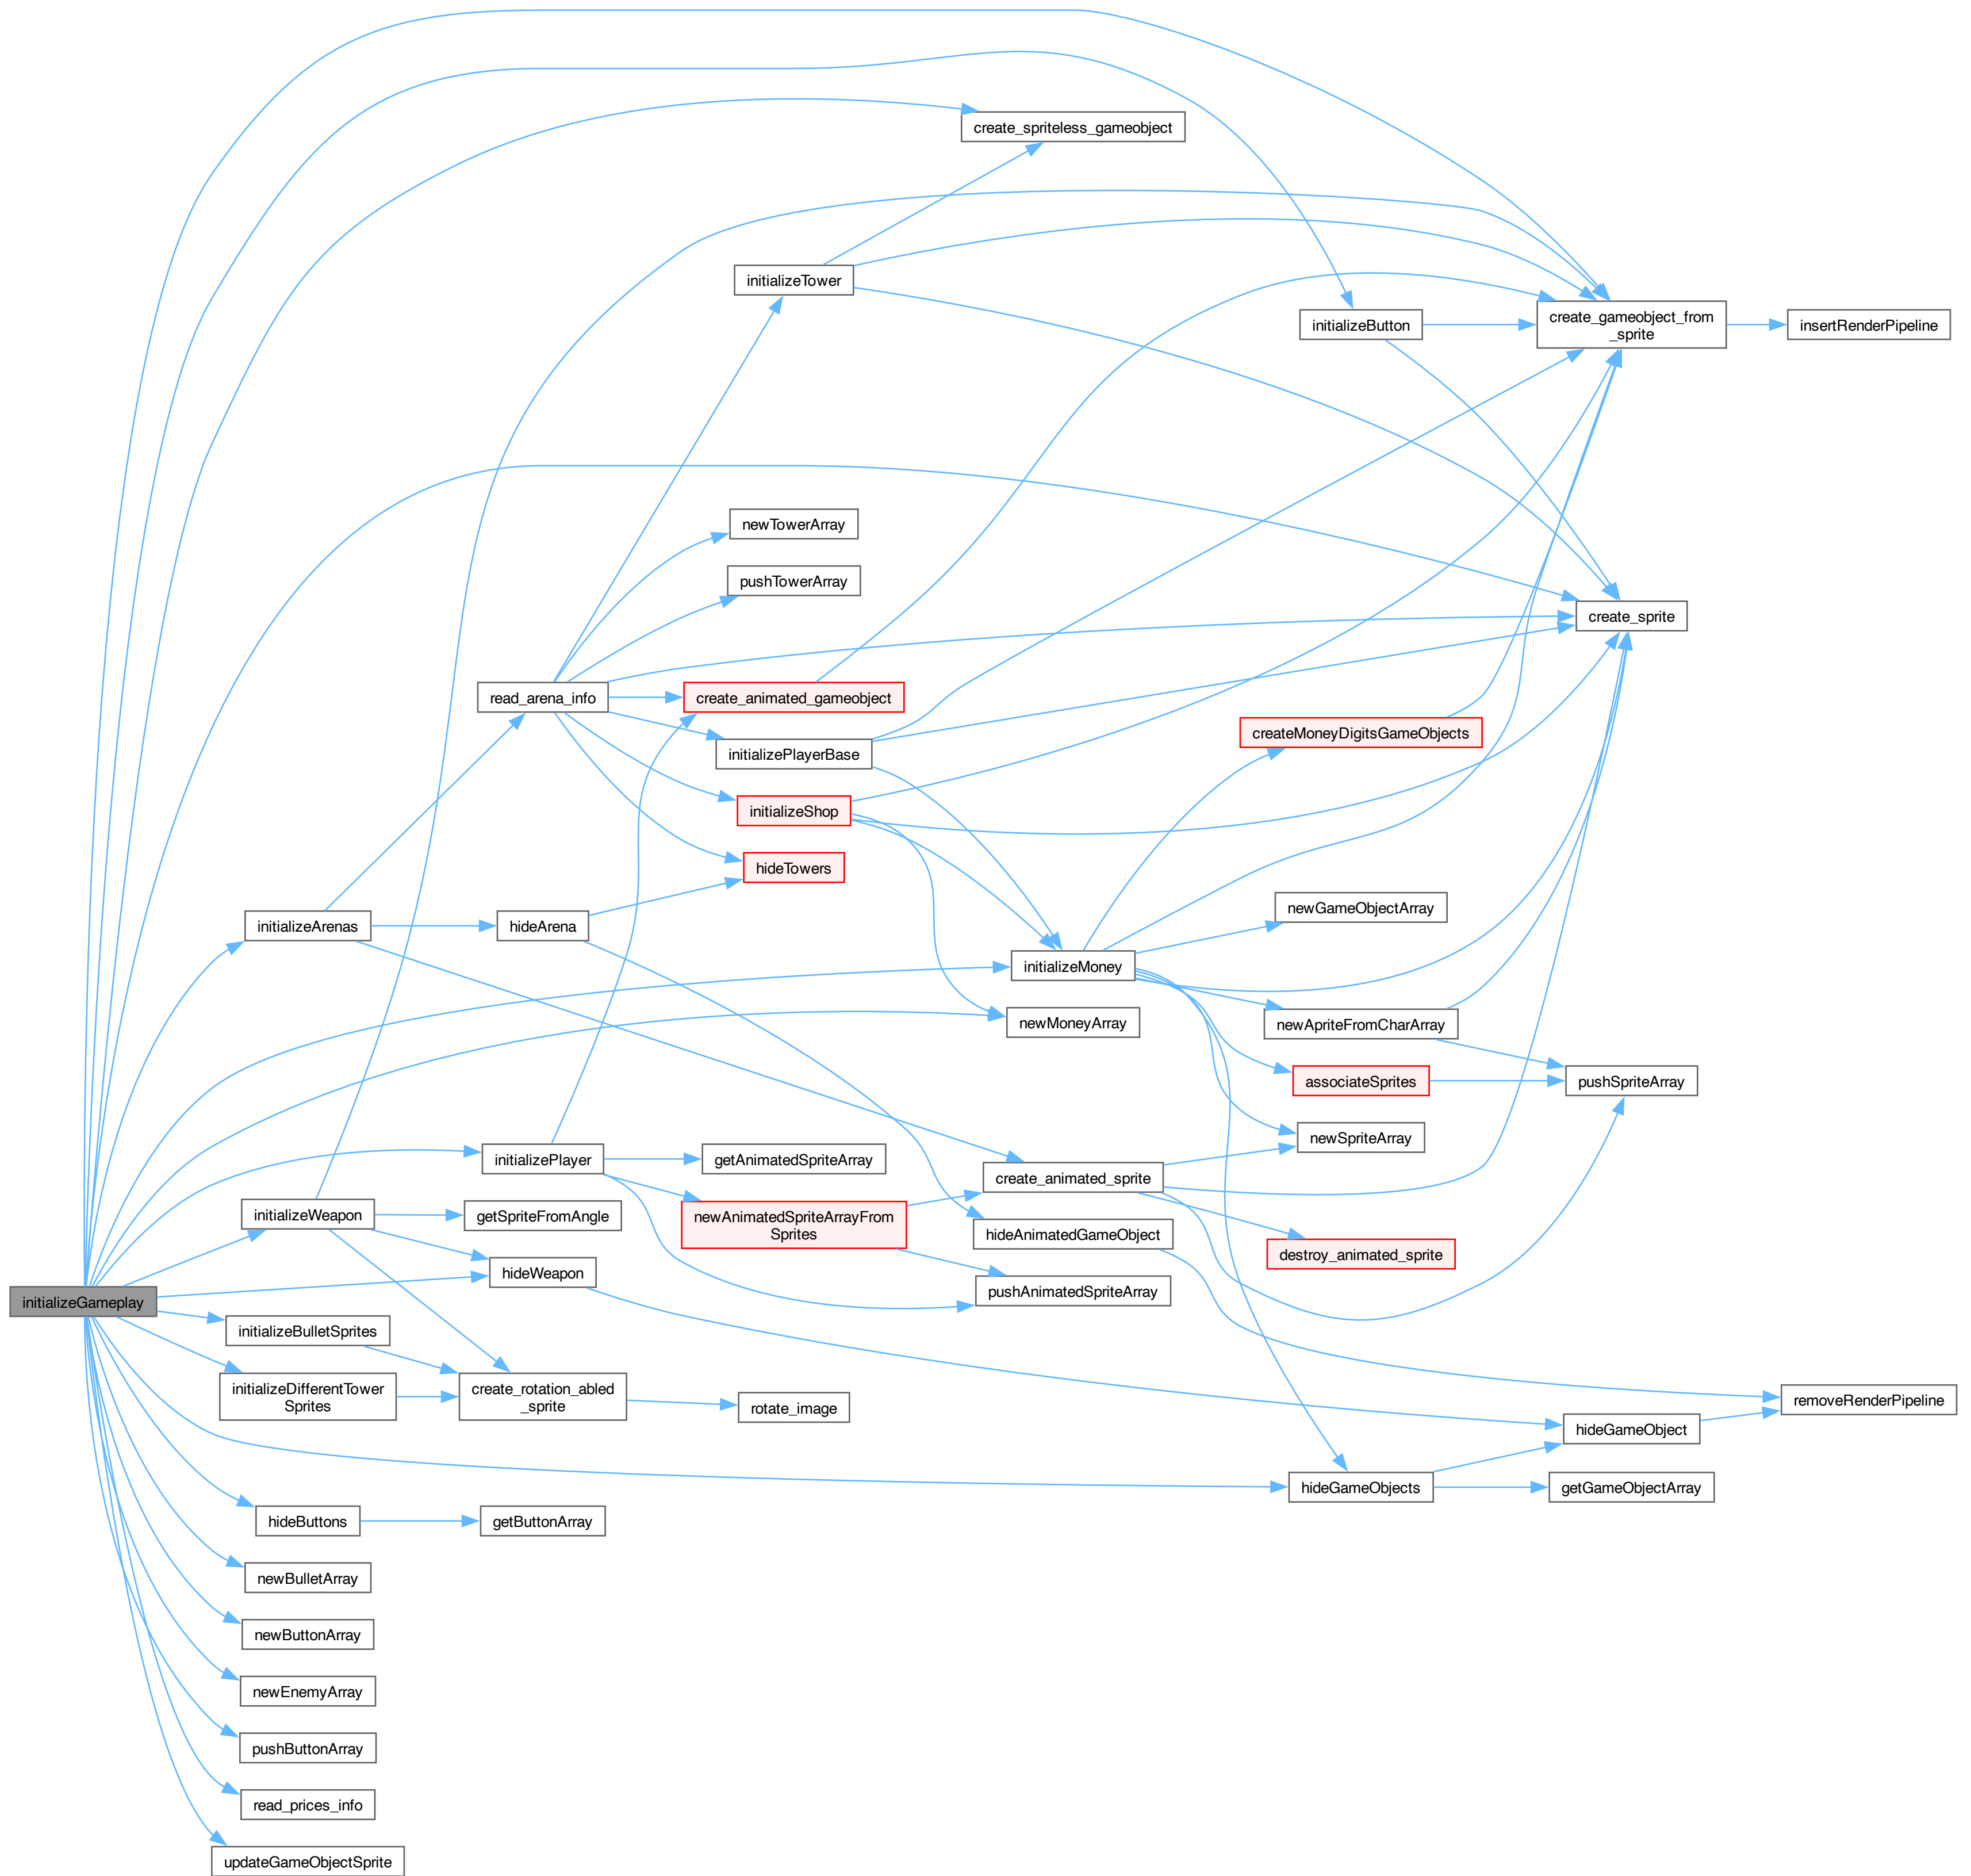 create_spriteless_gameobject
initializeTower
initializeButton
create_gameobject_from
_sprite
insertRenderPipeline
newTowerArray
pushTowerArray
create_sprite
read_arena_info
create_animated_gameobject
initializePlayerBase
createMoneyDigitsGameObjects
initializeShop
hideTowers
newGameObjectArray
initializeArenas
hideArena
initializeMoney
newMoneyArray
newApriteFromCharArray
associateSprites
pushSpriteArray
newSpriteArray
initializePlayer
getAnimatedSpriteArray
create_animated_sprite
initializeWeapon
getSpriteFromAngle
newAnimatedSpriteArrayFrom
Sprites
hideAnimatedGameObject
destroy_animated_sprite
hideWeapon
pushAnimatedSpriteArray
initializeGameplay
initializeBulletSprites
initializeDifferentTower
Sprites
create_rotation_abled
_sprite
rotate_image
removeRenderPipeline
hideGameObject
hideGameObjects
getGameObjectArray
hideButtons
getButtonArray
newBulletArray
newButtonArray
newEnemyArray
pushButtonArray
read_prices_info
updateGameObjectSprite